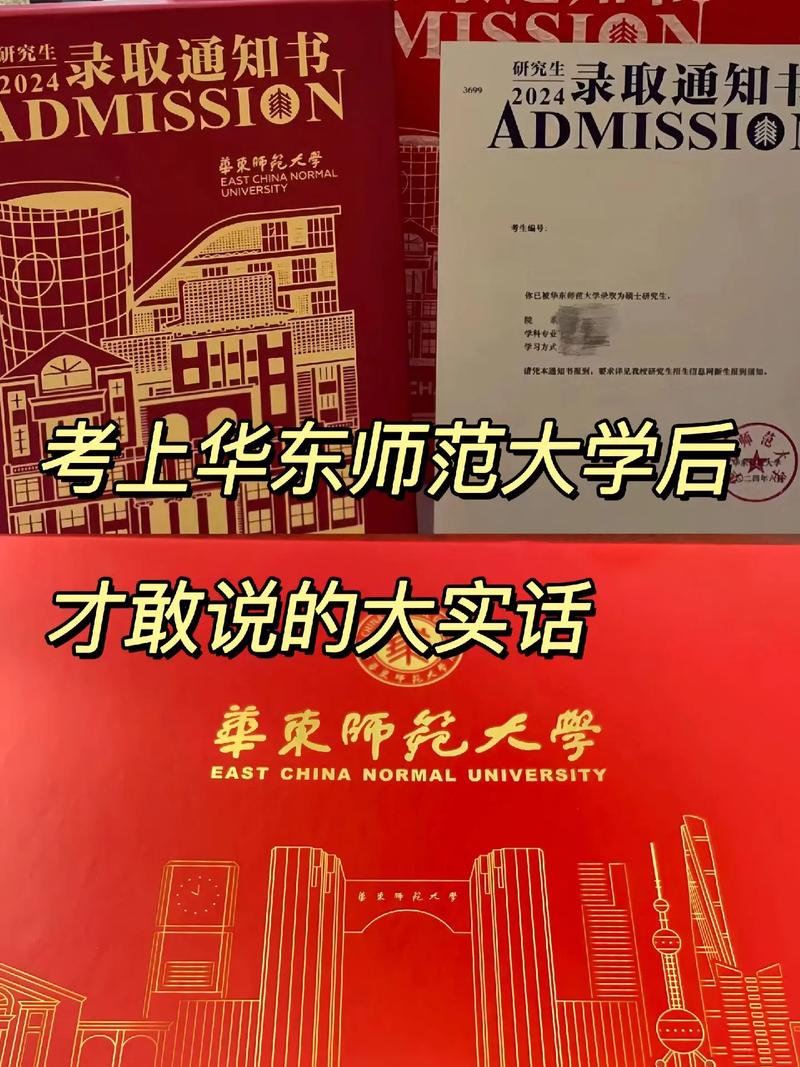 研究生
2024 录取通知书
ADMISSION
華東師範大學
EAST CHINA NORMAL
UNIVERSITY
3699
研究生
2024 录取通知书
ADMISSION
考生编号:
你已被华东师范大学录取为硕士研究生。
院 系
学科专业
学习方式
请凭本通知书报到，要求详见我校研究生招生信息网新生报到须知。
考上华东师范大学后
才敢说的大实话
華東師範大學
EAST CHINA NORMAL UNIVERSITY
華東師範大學